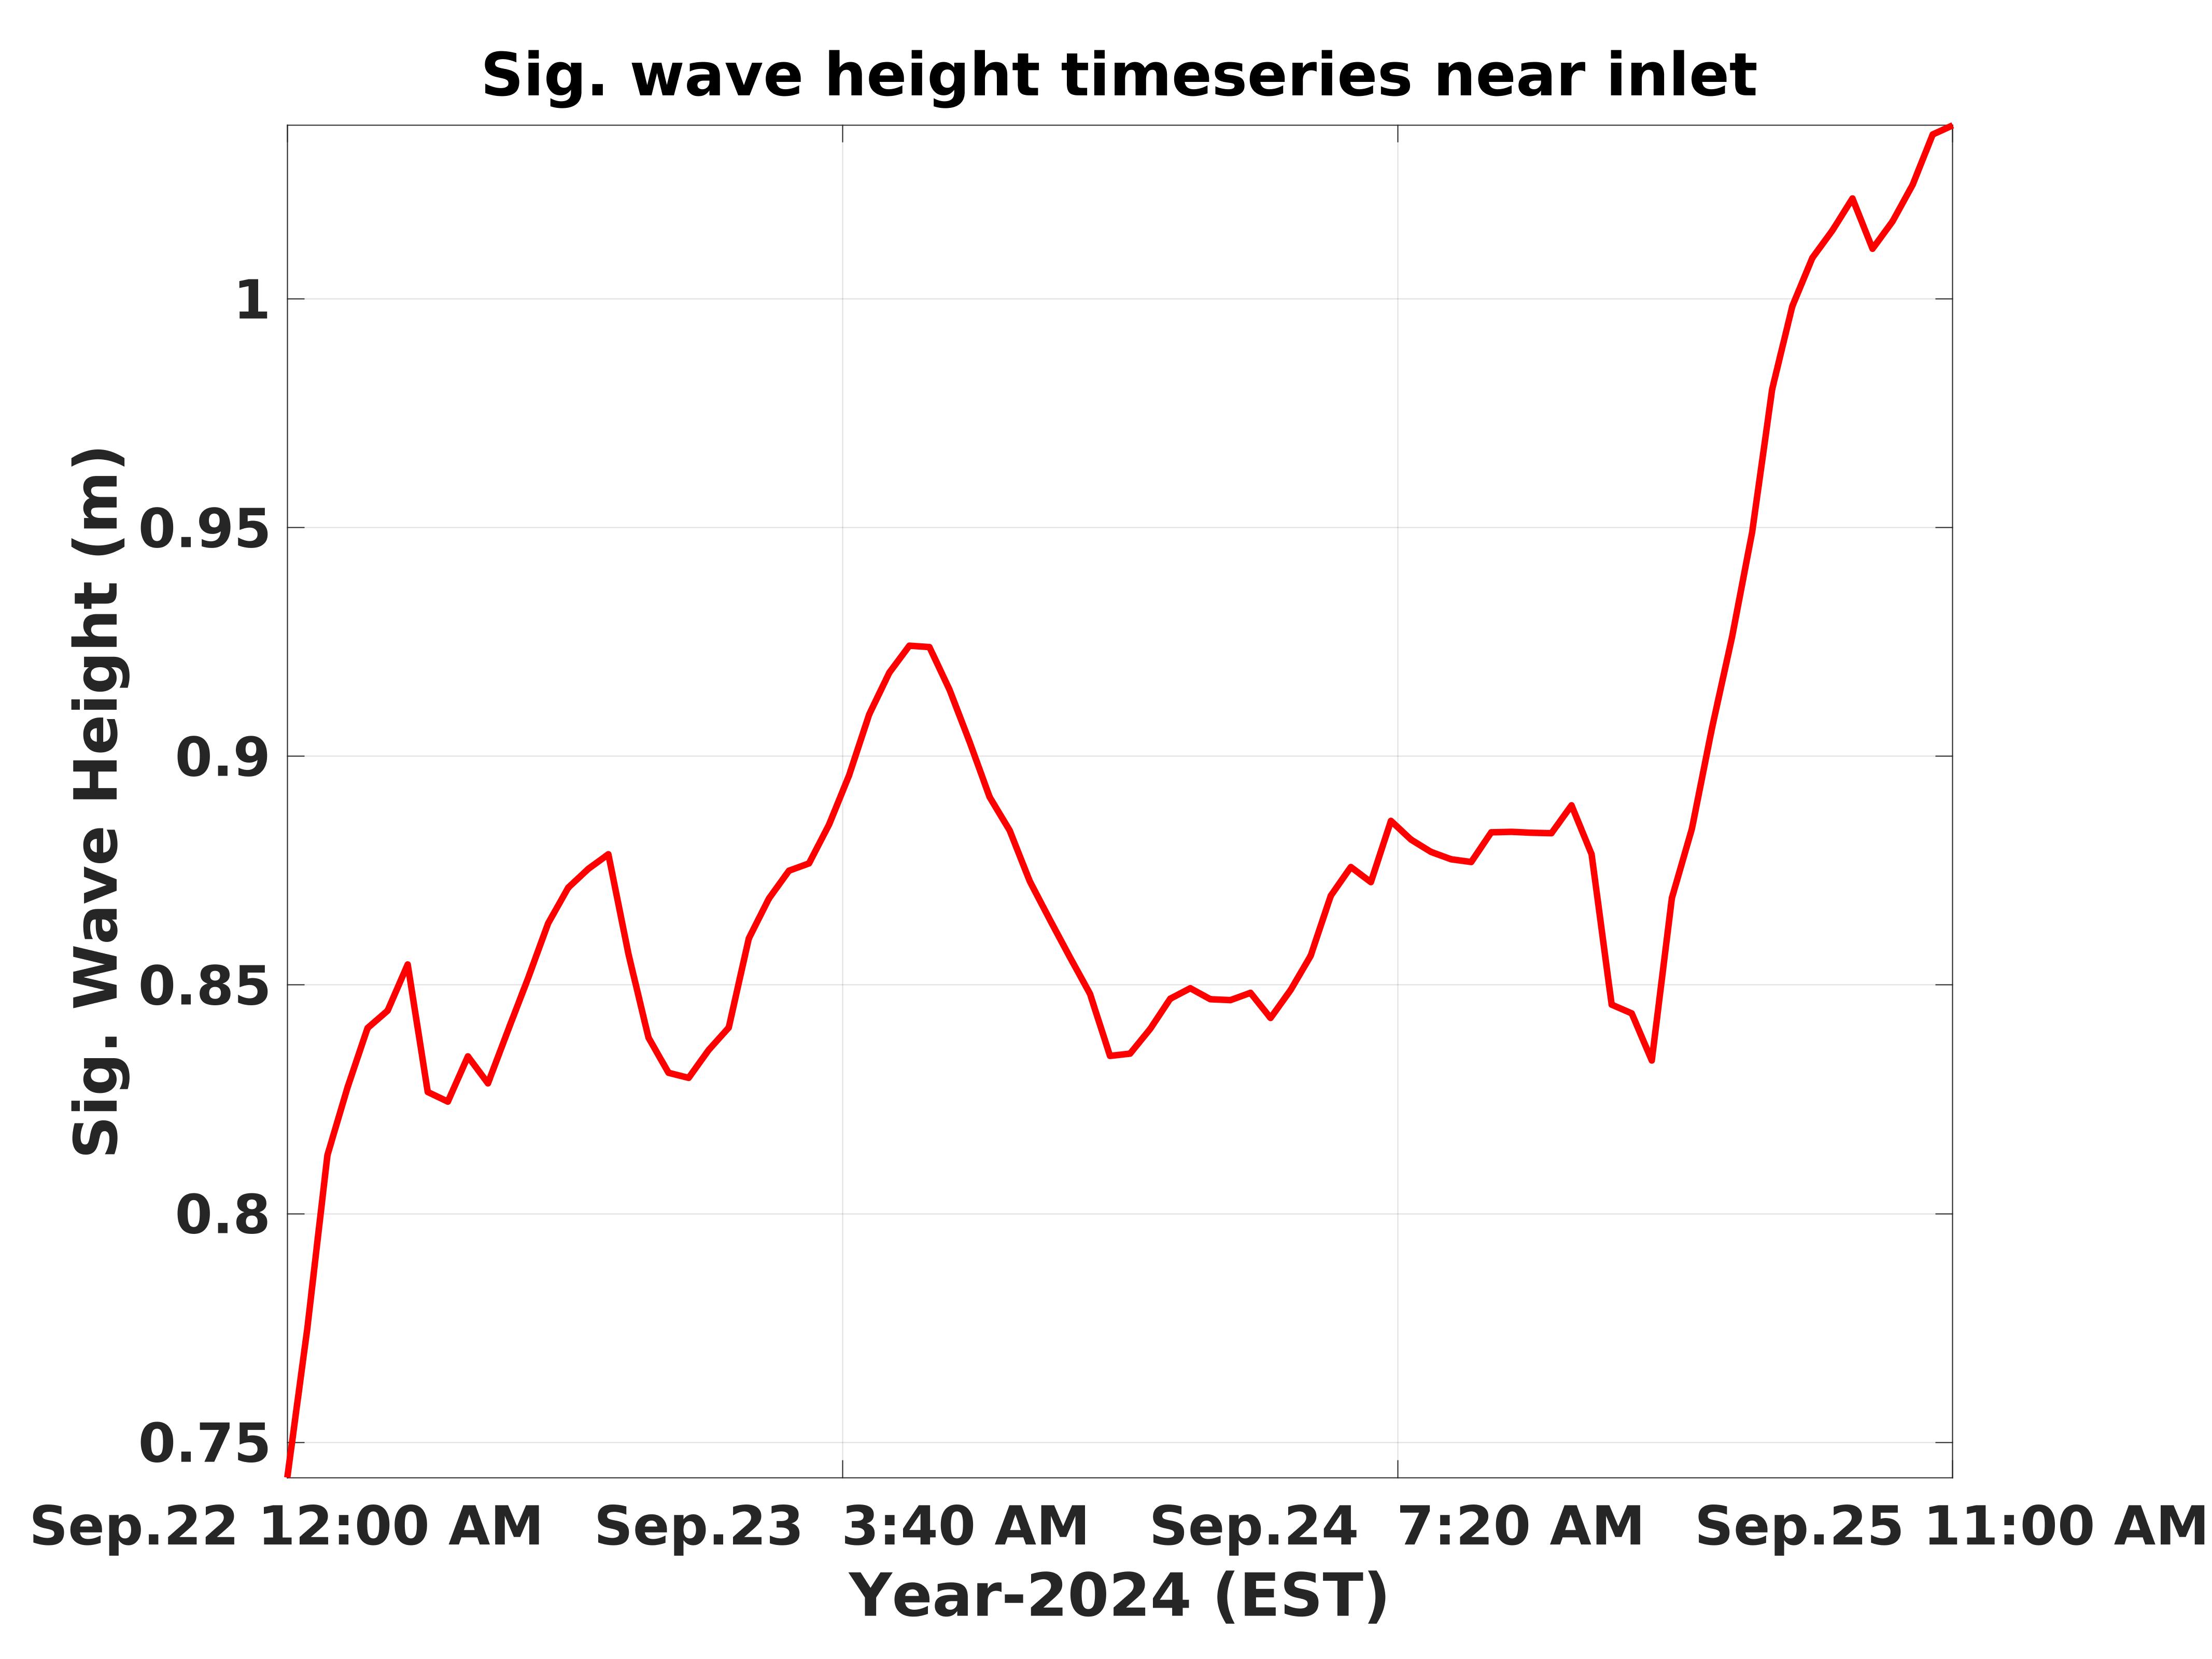 Sig. wave height timeseries near inlet
Sig. Wave Height (m)
1
0.95
0.9
0.85
0.8
0.75
Sep.22 12:00 AM Sep.23 3:40 AM Sep.24 7:20 AM Sep.25 11:00 AM
Year-2024 (EST)